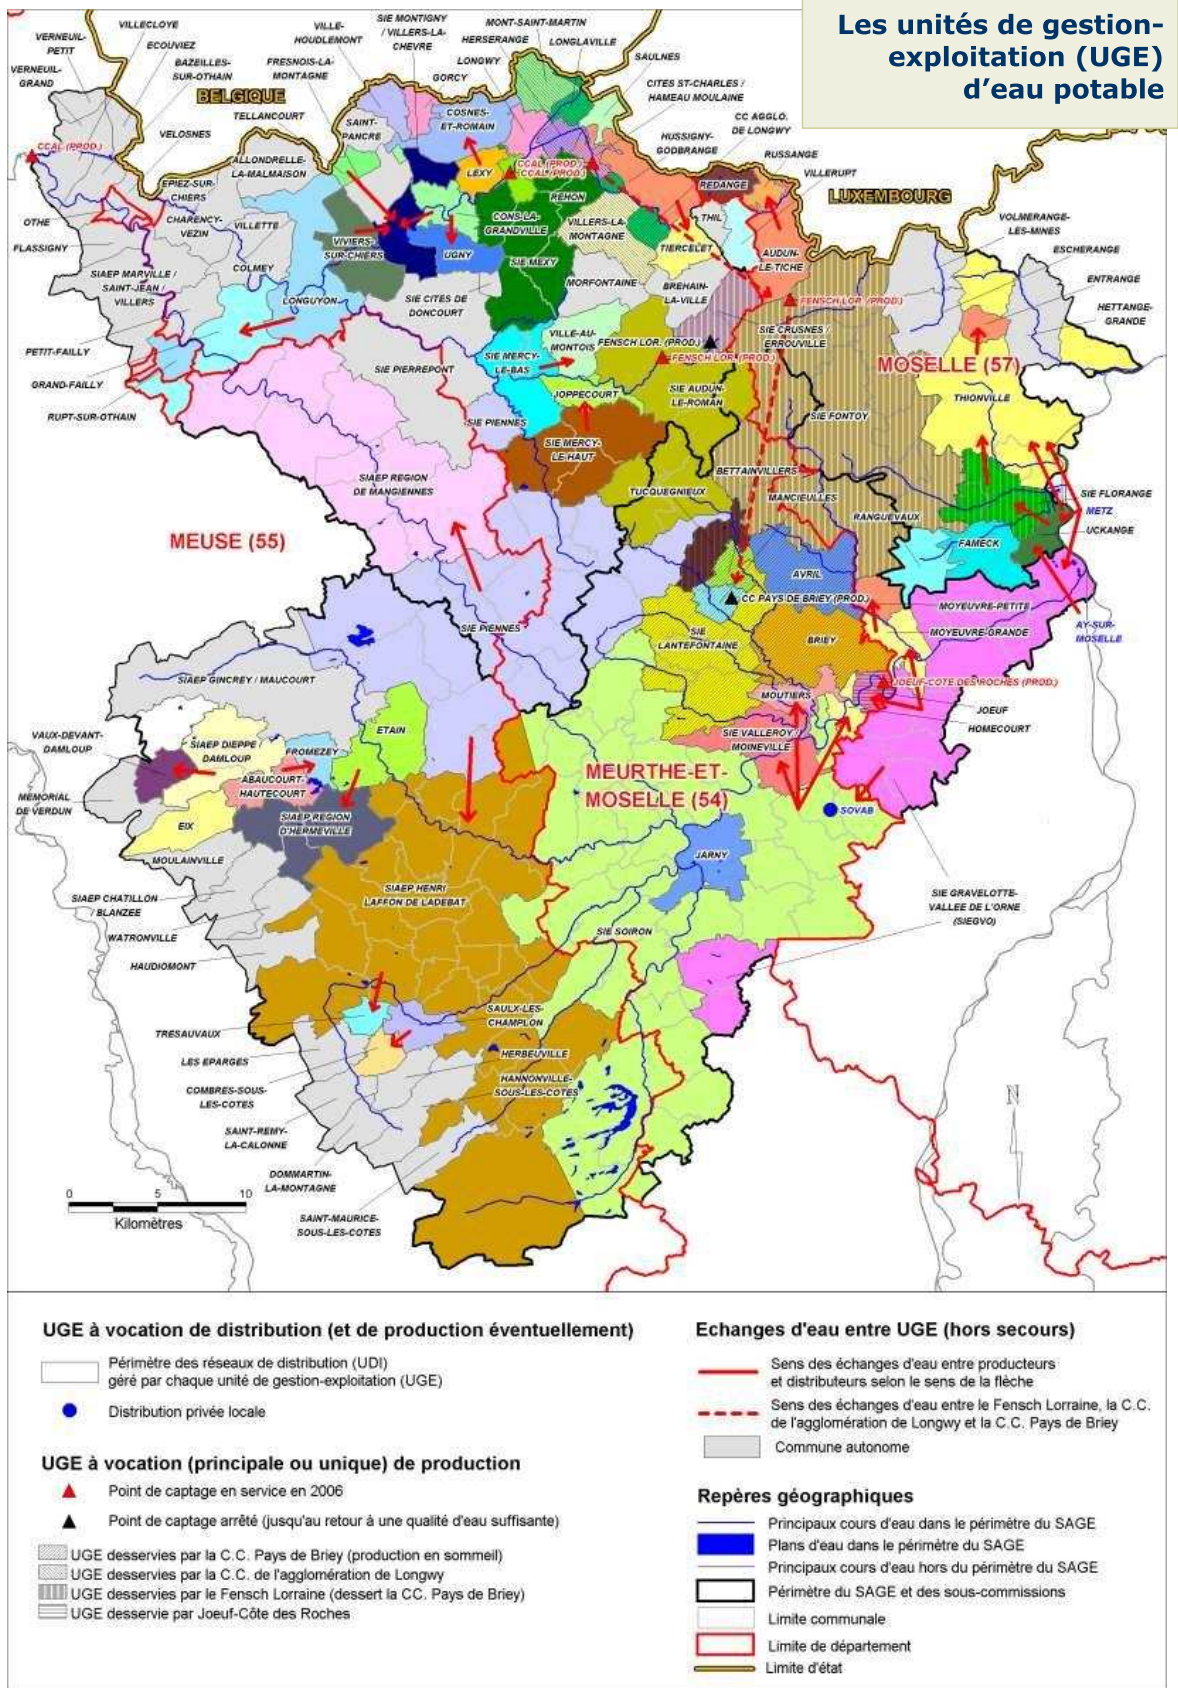 Les unités de gestion-
exploitation (UGE)
d’eau potable
VERNEUIL-
PETIT
VERNEUIL-
GRAND
VILLECLOYE
ECOUVIEZ
BAZEILLES-
SUR-OTHAIN
VELOSNES
VILLE-
HOUDLEMONT
FRESNOIS-LA-
MONTAGNE
TELLANCOURT
SIE MONTIGNY
/ VILLERS-LA-
CHEVRE
GORCY
HERSERANGE
LONGWY
MONT-SAINT-MARTIN
LONGLAVILLE
SAULNES
CITES ST-CHARLES /
HAMEAU MOULAINE
HUSSIGNY-
GODBRANGE
CC AGGLO.
DE LONGWY
RUSSANGE
VILLERUPT
BELGIQUE
LUXEMBOURG
CCAL (PROD.)
SAINT-
PANCRE
COSNES-
ET-ROMAIN
LEXY
CCAL (PROD.)
CCAL (PROD.)
REHON
ALLONDRELLE-
LA-MALMAISON
EPIEZ-SUR-
CHIERS
OTHE
FLASSIGNY
CHARENCY-
VEZIN
VILLETTE
COLMEY
SIAEP MARVILLE /
SAINT-JEAN /
VILLERS
VIVIERS-
SUR-CHIERS
UGNY
CONS-LA-
GRANDVILLE
SIE MEXY
VILLERS-LA-
MONTAGNE
MORFONTAINE
REDANGE
THIL
TIERCELET
AUDUN-
LE-TICHE
BREHAIN-
LA-VILLE
VOLMERANGE-
LES-MINES
ESCHERANGE
ENTRANGE
HETTANGE-
GRANDE
LONGUYON
SIE CITES DE
DONCOURT
PETIT-FAILLY
GRAND-FAILLY
RUPT-SUR-OTHAIN
SIE PIERREPONT
SIE MERCY-
LE-BAS
VILLE-AU-
MONTOIS
FENSCH LOR. (PROD.)
FENSCH LOR. (PROD.)
FENSCH LOR. (PROD.)
SIE CRUSNES /
ERROUVILLE
MOSELLE (57)
THIONVILLE
JOPPECOURT
SIE AUDUN-
LE-ROMAN
SIE FONTOY
SIE PIENNES
SIE MERCY-
LE-HAUT
SIAEP REGION
DE MANGIENNES
TUCQUEGNIEUX
BETTAINVILLERS
MANCIEULLES
RANGUEVAUX
SIE FLORANGE
METZ
UCKANGE
FAMECK
MEUSE (55)
AVRIL
CC PAYS DE BRIEY (PROD.)
MOYEUVRE-PETITE
MOYEUVRE-GRANDE
AY-SUR-
MOSELLE
SIE PIENNES
SIE
LANTEFONTAINE
BRIEY
SIAEP GINCREY / MAUCOURT
MOUTIERS
JOEUF-COTE DES ROCHES (PROD.)
JOEUF
HOMECOURT
VAUX-DEVANT-
DAMLOUP
SIAEP DIEPPE /
DAMLOUP
FROMEZEY
ETAIN
SIE VALLEROY /
MOINEVILLE
MEURTHE-ET-
MOSELLE (54)
MEMORIAL
DE VERDUN
ABAUCOURT-
HAUTECOURT
EIX
SIAEP REGION
D'HERMEVILLE
SOVAB
MOULAINVILLE
JARNY
SIAEP CHATILLON
/ BLANZEE
SIAEP HENRI
LAFFON DE LADEBAT
SIE GRAVELOTTE-
VALLEE DE L'ORNE
(SIEGVO)
WATRONVILLE
SIE SOIRON
HAUDIOMONT
TRESAUVAUX
SAULX-LES-
CHAMPLON
LES EPARGES
HERBEUVILLE
COMBRES-SOUS-
LES-COTES
HANNONVILLE-
SOUS-LES-COTES
SAINT-REMY-
LA-CALONNE
DOMMARTIN-
LA-MONTAGNE
SAINT-MAURICE-
SOUS-LES-COTES
N
0 5 10
Kilomètres
UGE à vocation de distribution (et de production éventuellement)
Périmètre des réseaux de distribution (UDI)
géré par chaque unité de gestion-exploitation (UGE)
Distribution privée locale
UGE à vocation (principale ou unique) de production
Point de captage en service en 2006
Point de captage arrêté (jusqu'au retour à une qualité d'eau suffisante)
UGE desservies par la C.C. Pays de Briey (production en sommeil)
UGE desservies par la C.C. de l'agglomération de Longwy
UGE desservies par le Fensch Lorraine (dessert la CC. Pays de Briey)
UGE desservie par Joeuf-Côte des Roches
Echanges d'eau entre UGE (hors secours)
Sens des échanges d'eau entre producteurs
et distributeurs selon le sens de la flèche
Sens des échanges d'eau entre le Fensch Lorraine, la C.C.
de l'agglomération de Longwy et la C.C. Pays de Briey
Commune autonome
Repères géographiques
Principaux cours d'eau dans le périmètre du SAGE
Plans d'eau dans le périmètre du SAGE
Principaux cours d'eau hors du périmètre du SAGE
Périmètre du SAGE et des sous-commissions
Limite communale
Limite de département
Limite d'état